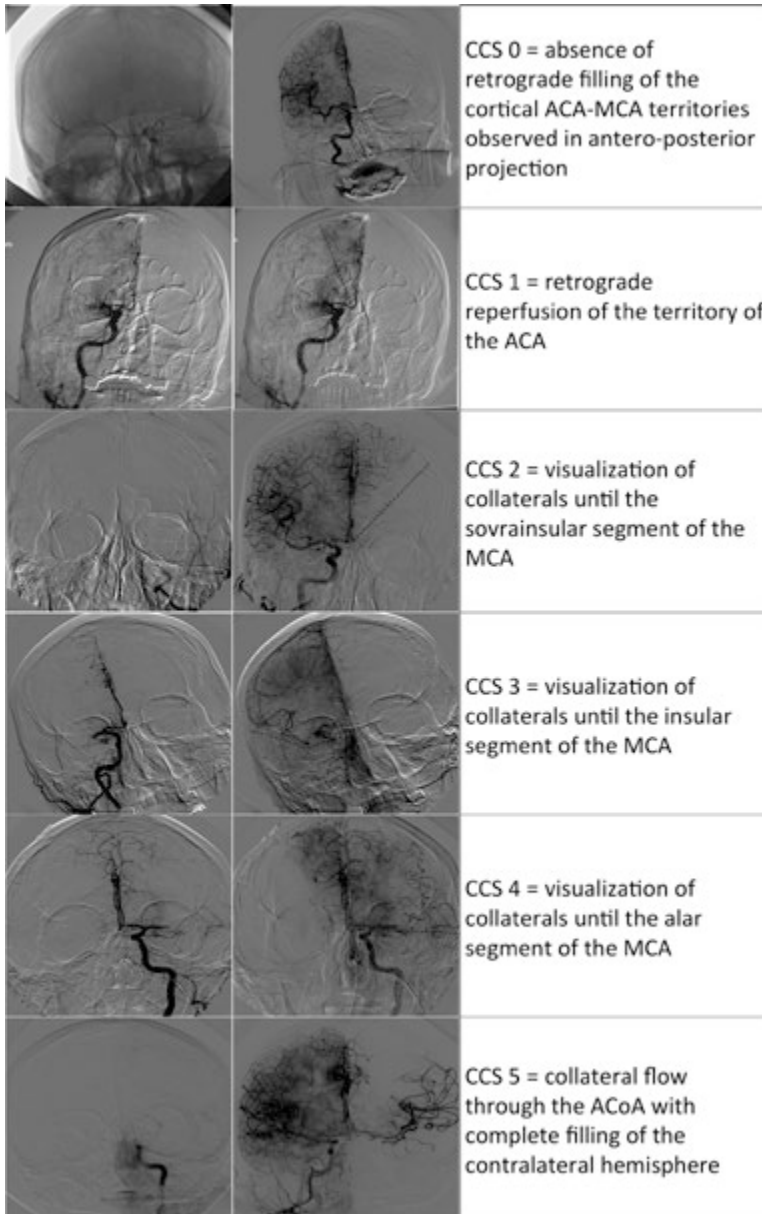 CCS 0 = absence of
retrograde filling of the
cortical ACA-MCA territories
observed in antero-posterior
projection
CCS 1 = retrograde
reperfusion of the territory of
the ACA
CCS 2 = visualization of
collaterals until the
sovrainsular segment of the
MCA
CCS 3 = visualization of
collaterals until the insular
segment of the MCA
CCS 4 = visualization of
collaterals until the alar
segment of the MCA
CCS 5 = collateral flow
through the ACoA with
complete filling of the
contralateral hemisphere